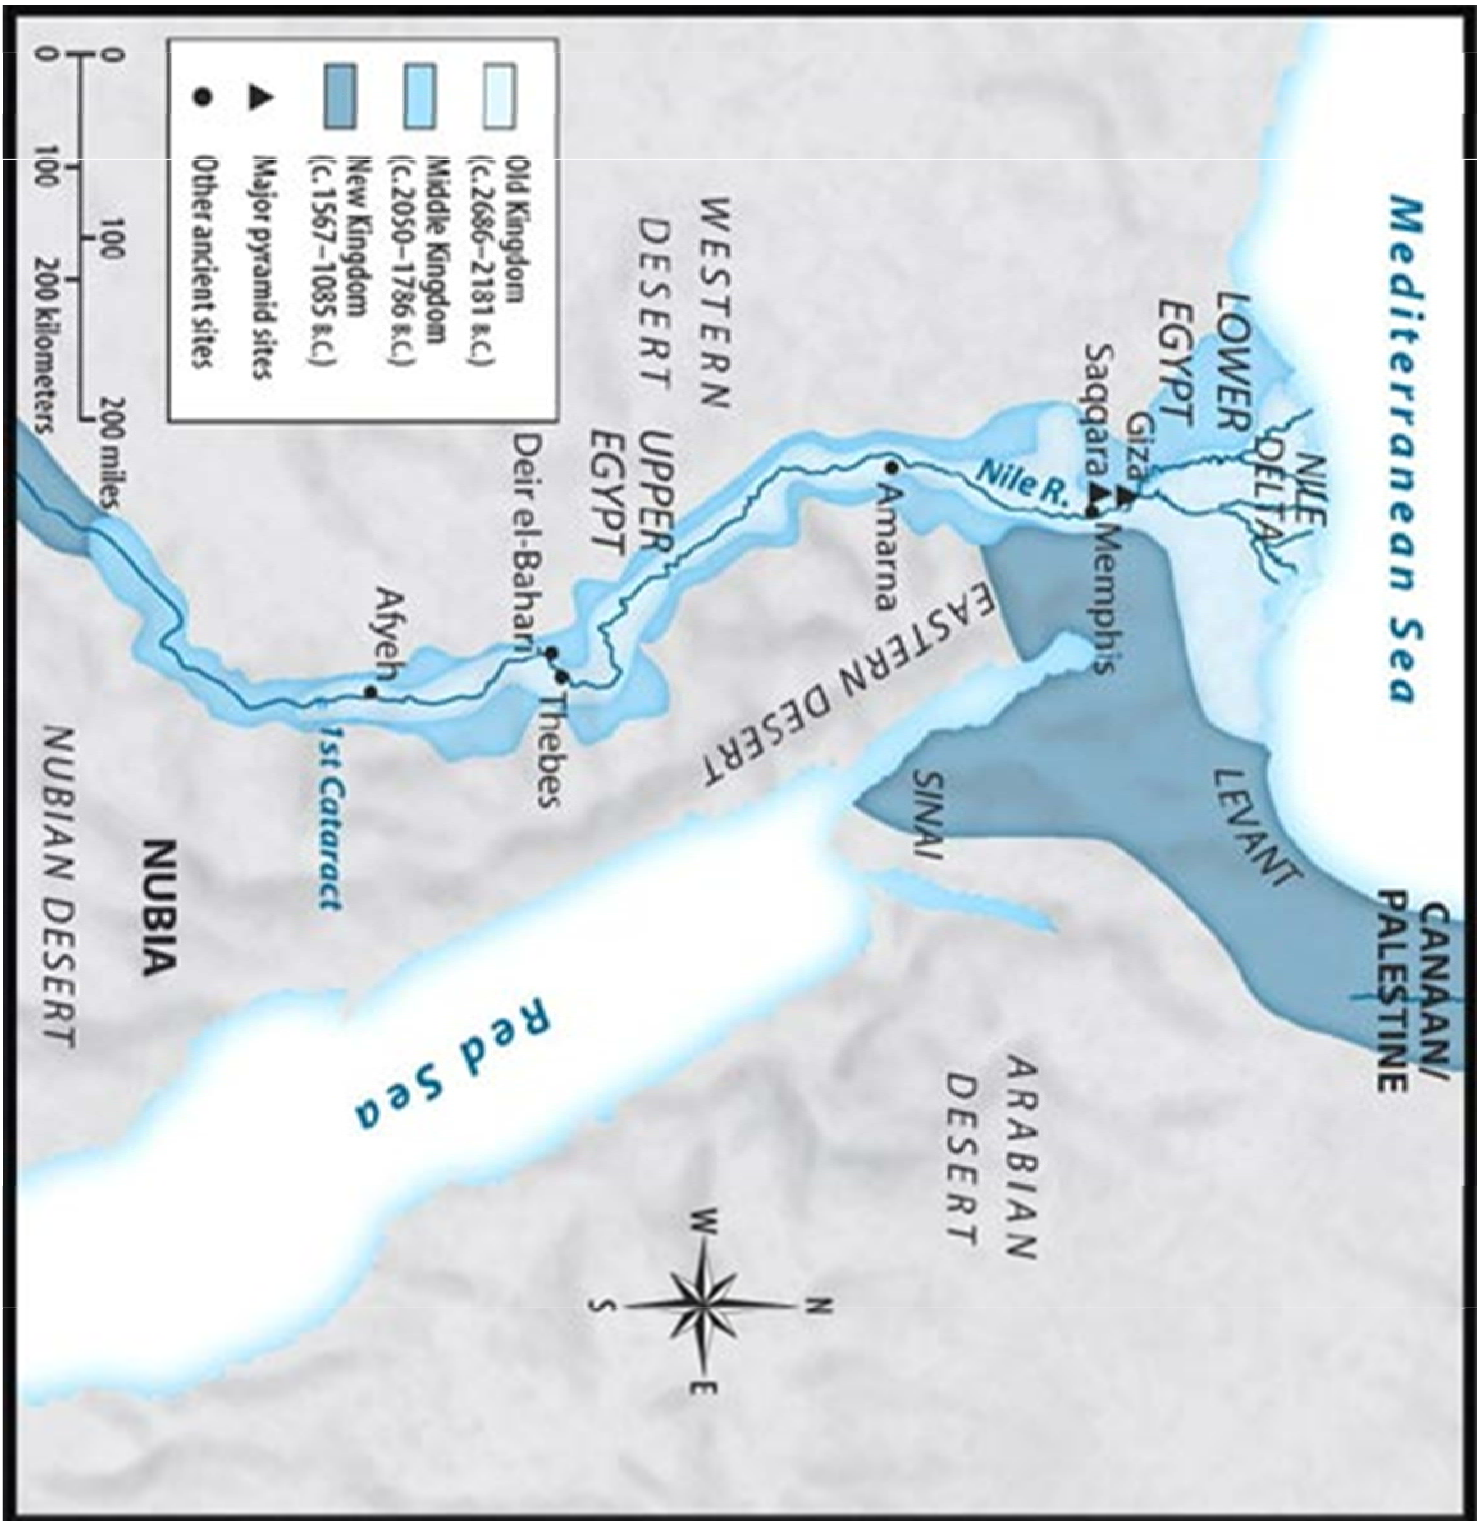 Mediterranean Sea
CANAAN/
PALESTINE
NILE
DELTA
LOWER
EGYPT
LEVANT
Giza
Saqqara
Memphis
Nile R.
SINAI
Amarna
EASTERN DESERT
WESTERN
DESERT
UPPER
EGYPT
ARABIAN
DESERT
Deir el-Bahari
Thebes
Afyeh
1st Cataract
Red Sea
NUBIA
NUBIAN DESERT
N
W
E
S
Old Kingdom
(c.2686–2181 B.C.)
Middle Kingdom
(c.2050–1786 B.C.)
New Kingdom
(c.1567–1085 B.C.)
Major pyramid sites
Other ancient sites
0 100 200 miles
0 100 200 kilometers